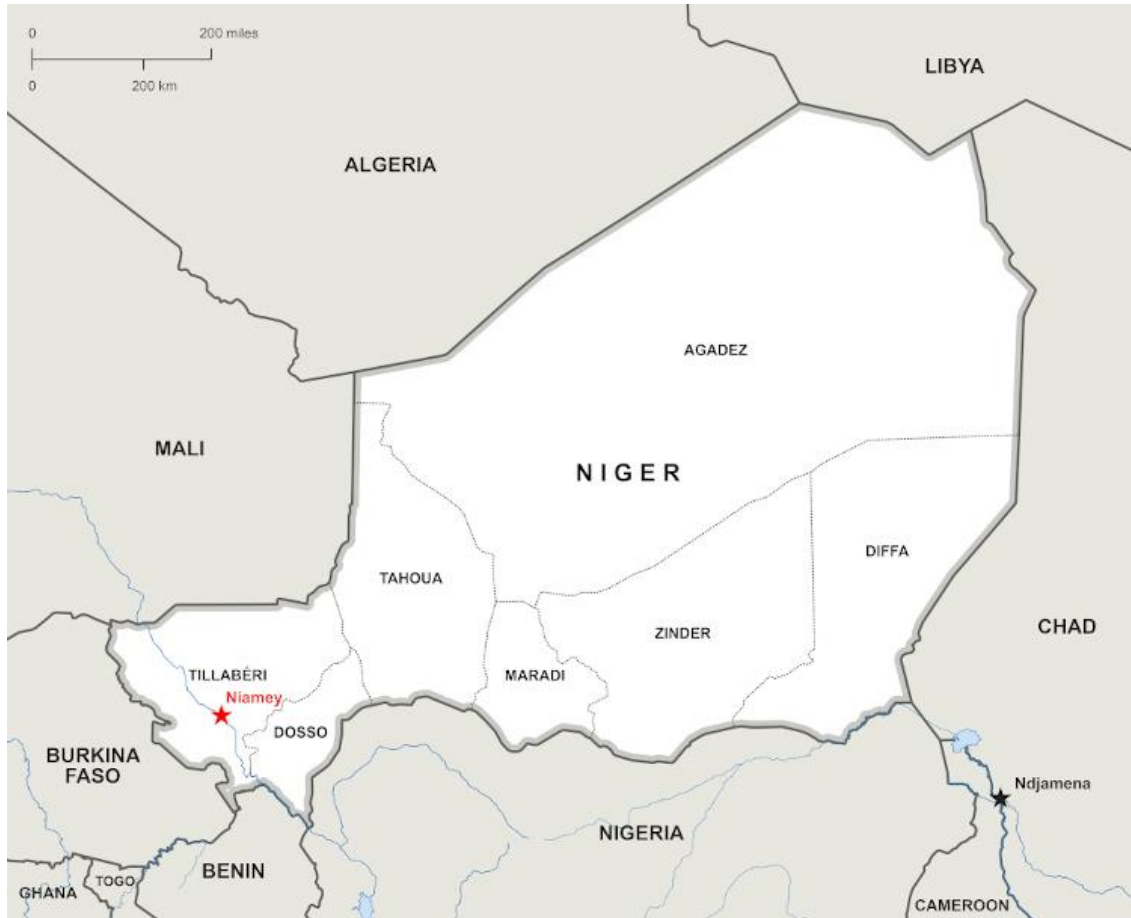 0 200 miles
0 200 km
LIBYA
ALGERIA
AGADEZ
MALI
NIGER
DIFFA
TAHOUA
CHAD
ZINDER
MARADI
TILLABÉRI
Niamey
DOSSO
BURKINA
FASO
Ndjamena
NIGERIA
BENIN
TOGO
GHANA
CAMEROON